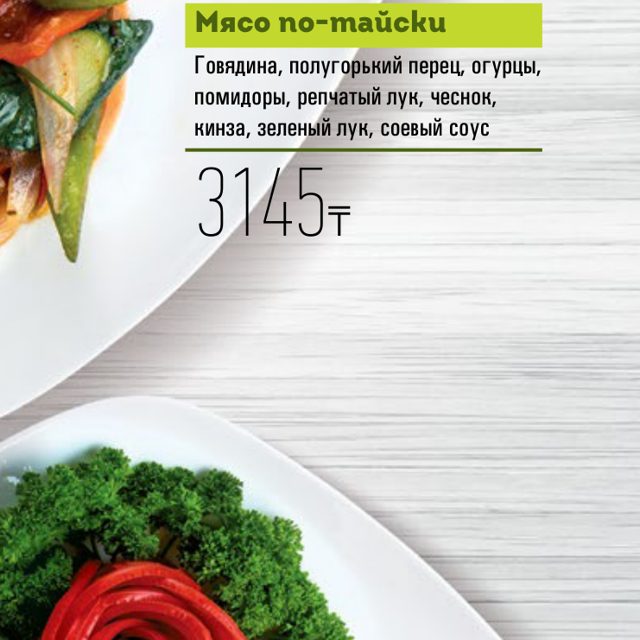 Мясо по-тайски
Говядина, полугорький перец, огурцы,
помидоры, репчатый лук, чеснок,
кинза, зеленый лук, соевый соус
3145₸